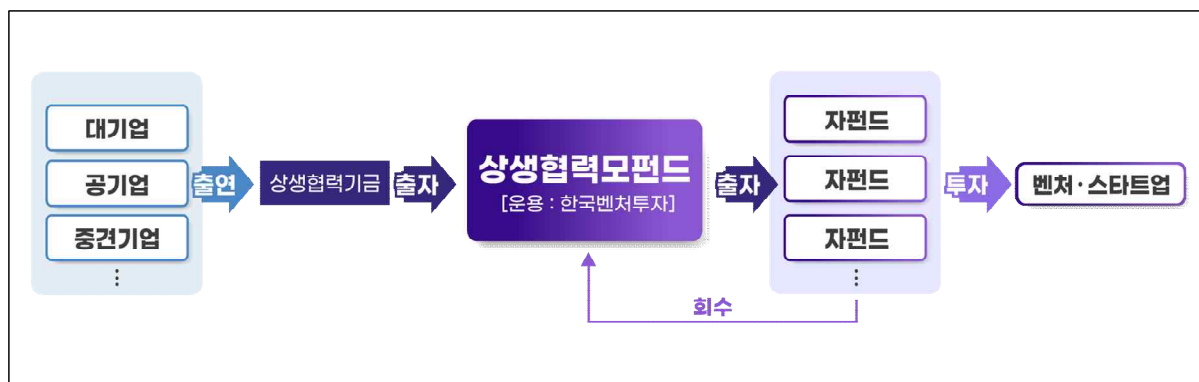 대기업
공기업
중견기업
⋮
출연
상생협력기금
출자
상생협력모펀드
[운용 : 한국벤처투자]
출자
자펀드
자펀드
자펀드
⋮
투자
벤처·스타트업
회수